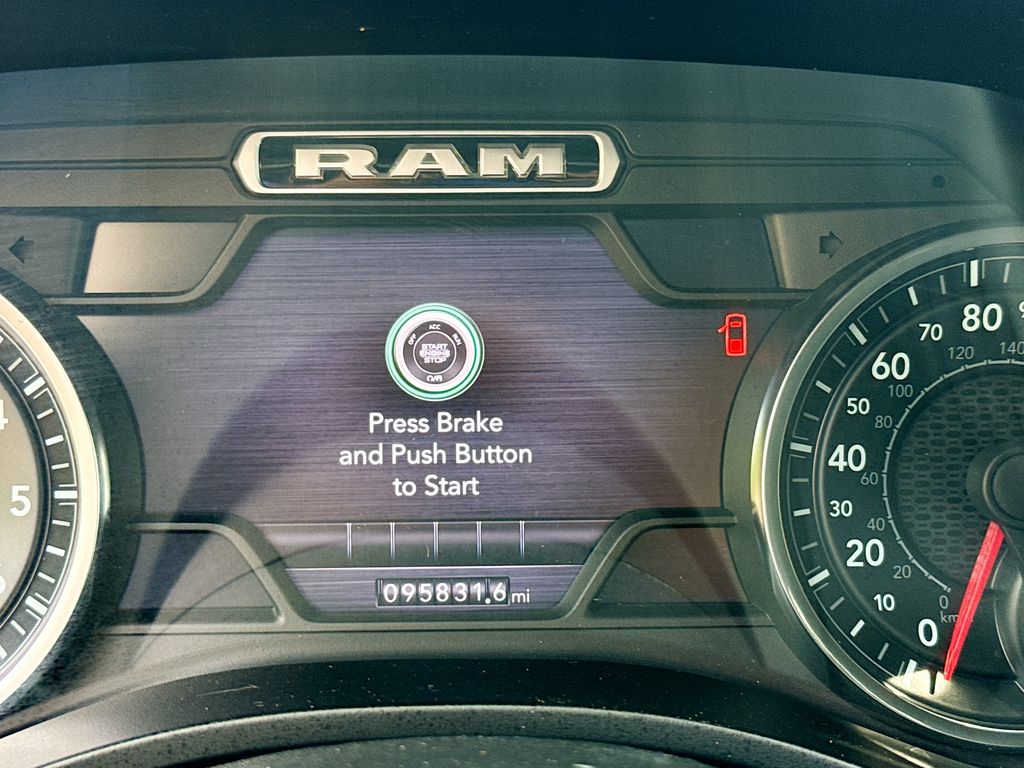 RAM
OFF ACC RUN
START
ENGINE
STOP
Press Brake
and Push Button
to Start
095831.6 mi
4
5
80
70
60
50
40
30
20
10
0
140
120
100
80
60
40
20
0
km